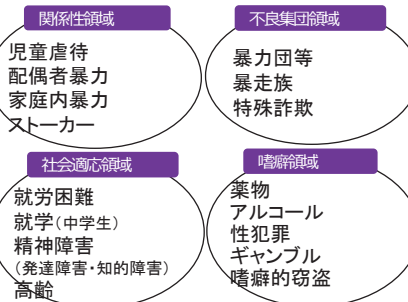 関係性領域
児童虐待
配偶者暴力
家庭内暴力
ストーカー
不良集団領域
暴力団等
暴走族
特殊詐欺
社会適応領域
就労困難
就学(中学生)
精神障害
(発達障害・知的障害)
高齢
嗜癖領域
薬物
アルコール
性犯罪
ギャンブル
嗜癖的窃盗